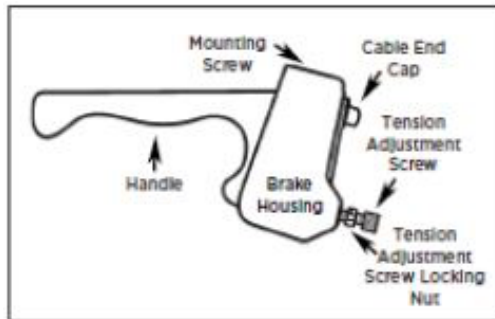 Mounting
Screw
Cable End
Cap
Tension
Adjustment
Screw
Handle
Brake
Housing
Tension
Adjustment
Screw Locking
Nut